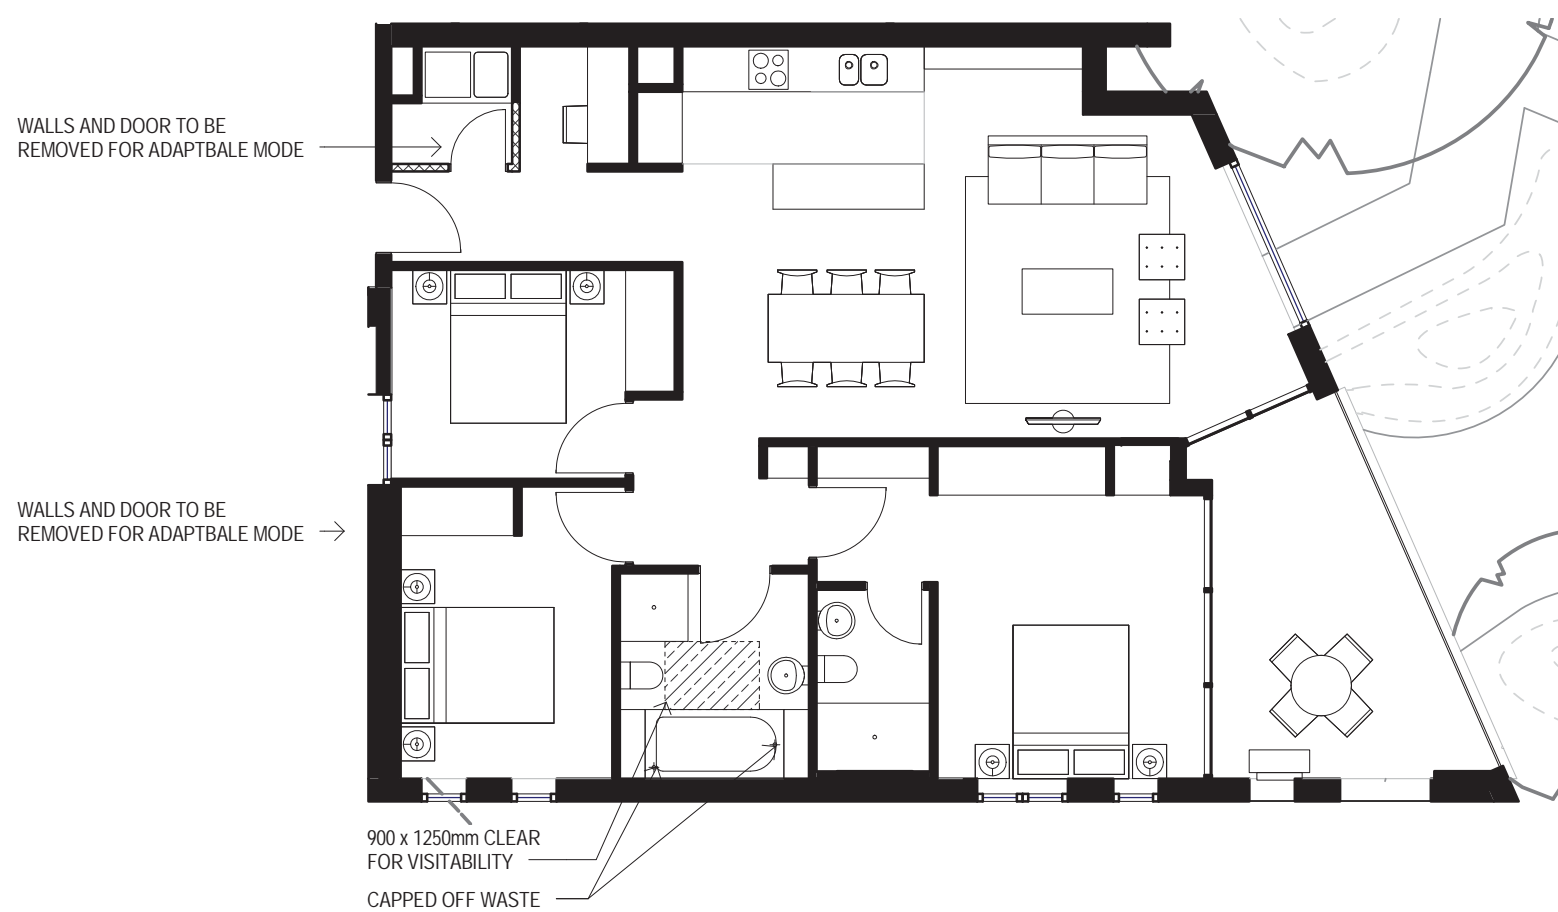 WALLS AND DOOR TO BE
REMOVED FOR ADAPTBALE MODE
WALLS AND DOOR TO BE
REMOVED FOR ADAPTBALE MODE
900 x 1250mm CLEAR
FOR VISITABILITY
CAPPED OFF WASTE